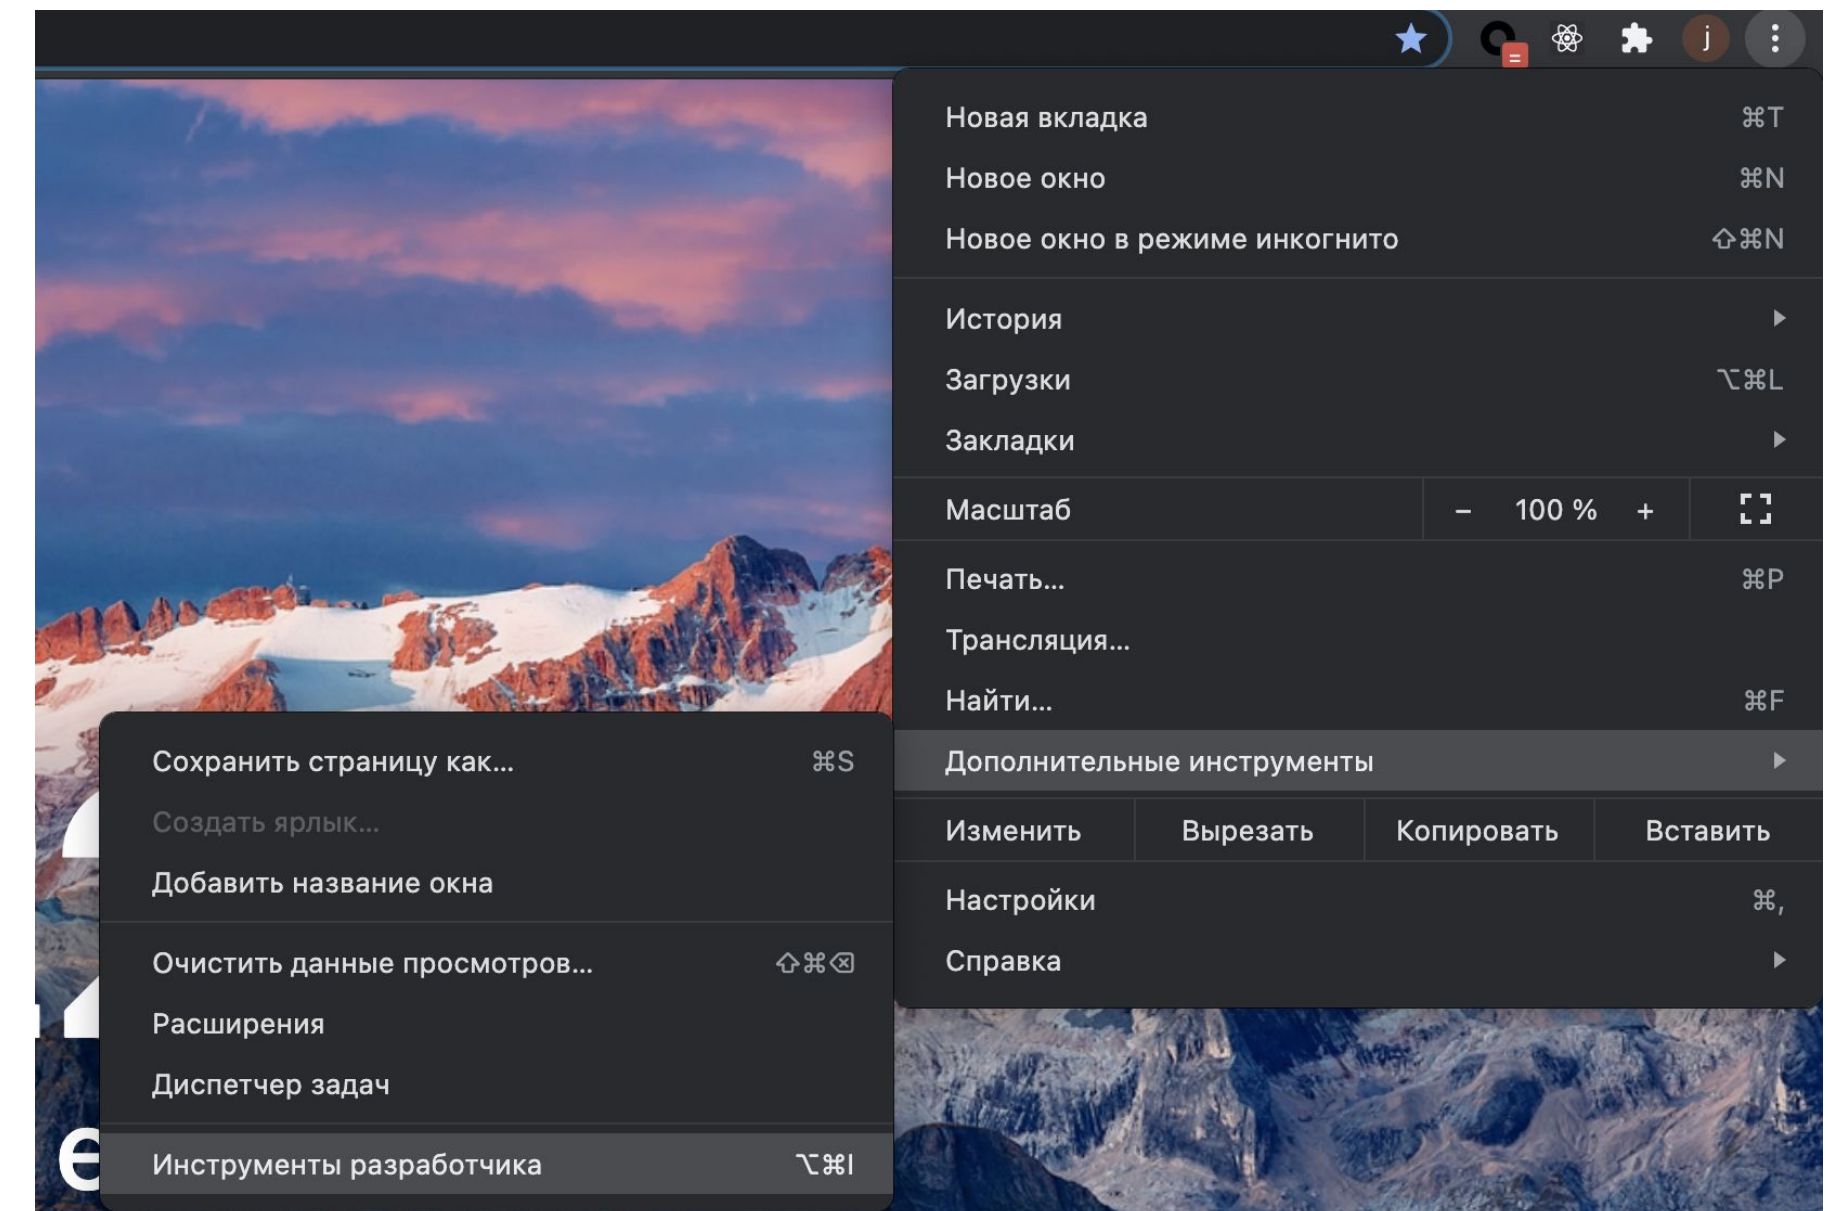 j
Новая вкладка ⌘T
Новое окно ⌘N
Новое окно в режиме инкогнито ⇧⌘N
История
Загрузки ⌥⌘L
Закладки
Масштаб − 100 % +
Печать... ⌘P
Трансляция...
Найти... ⌘F
Дополнительные инструменты
Изменить Вырезать Копировать Вставить
Настройки ⌘,
Справка
Сохранить страницу как... ⌘S
Создать ярлык...
Добавить название окна
Очистить данные просмотров... ⇧⌘⌫
Расширения
Диспетчер задач
Инструменты разработчика ⌥⌘I